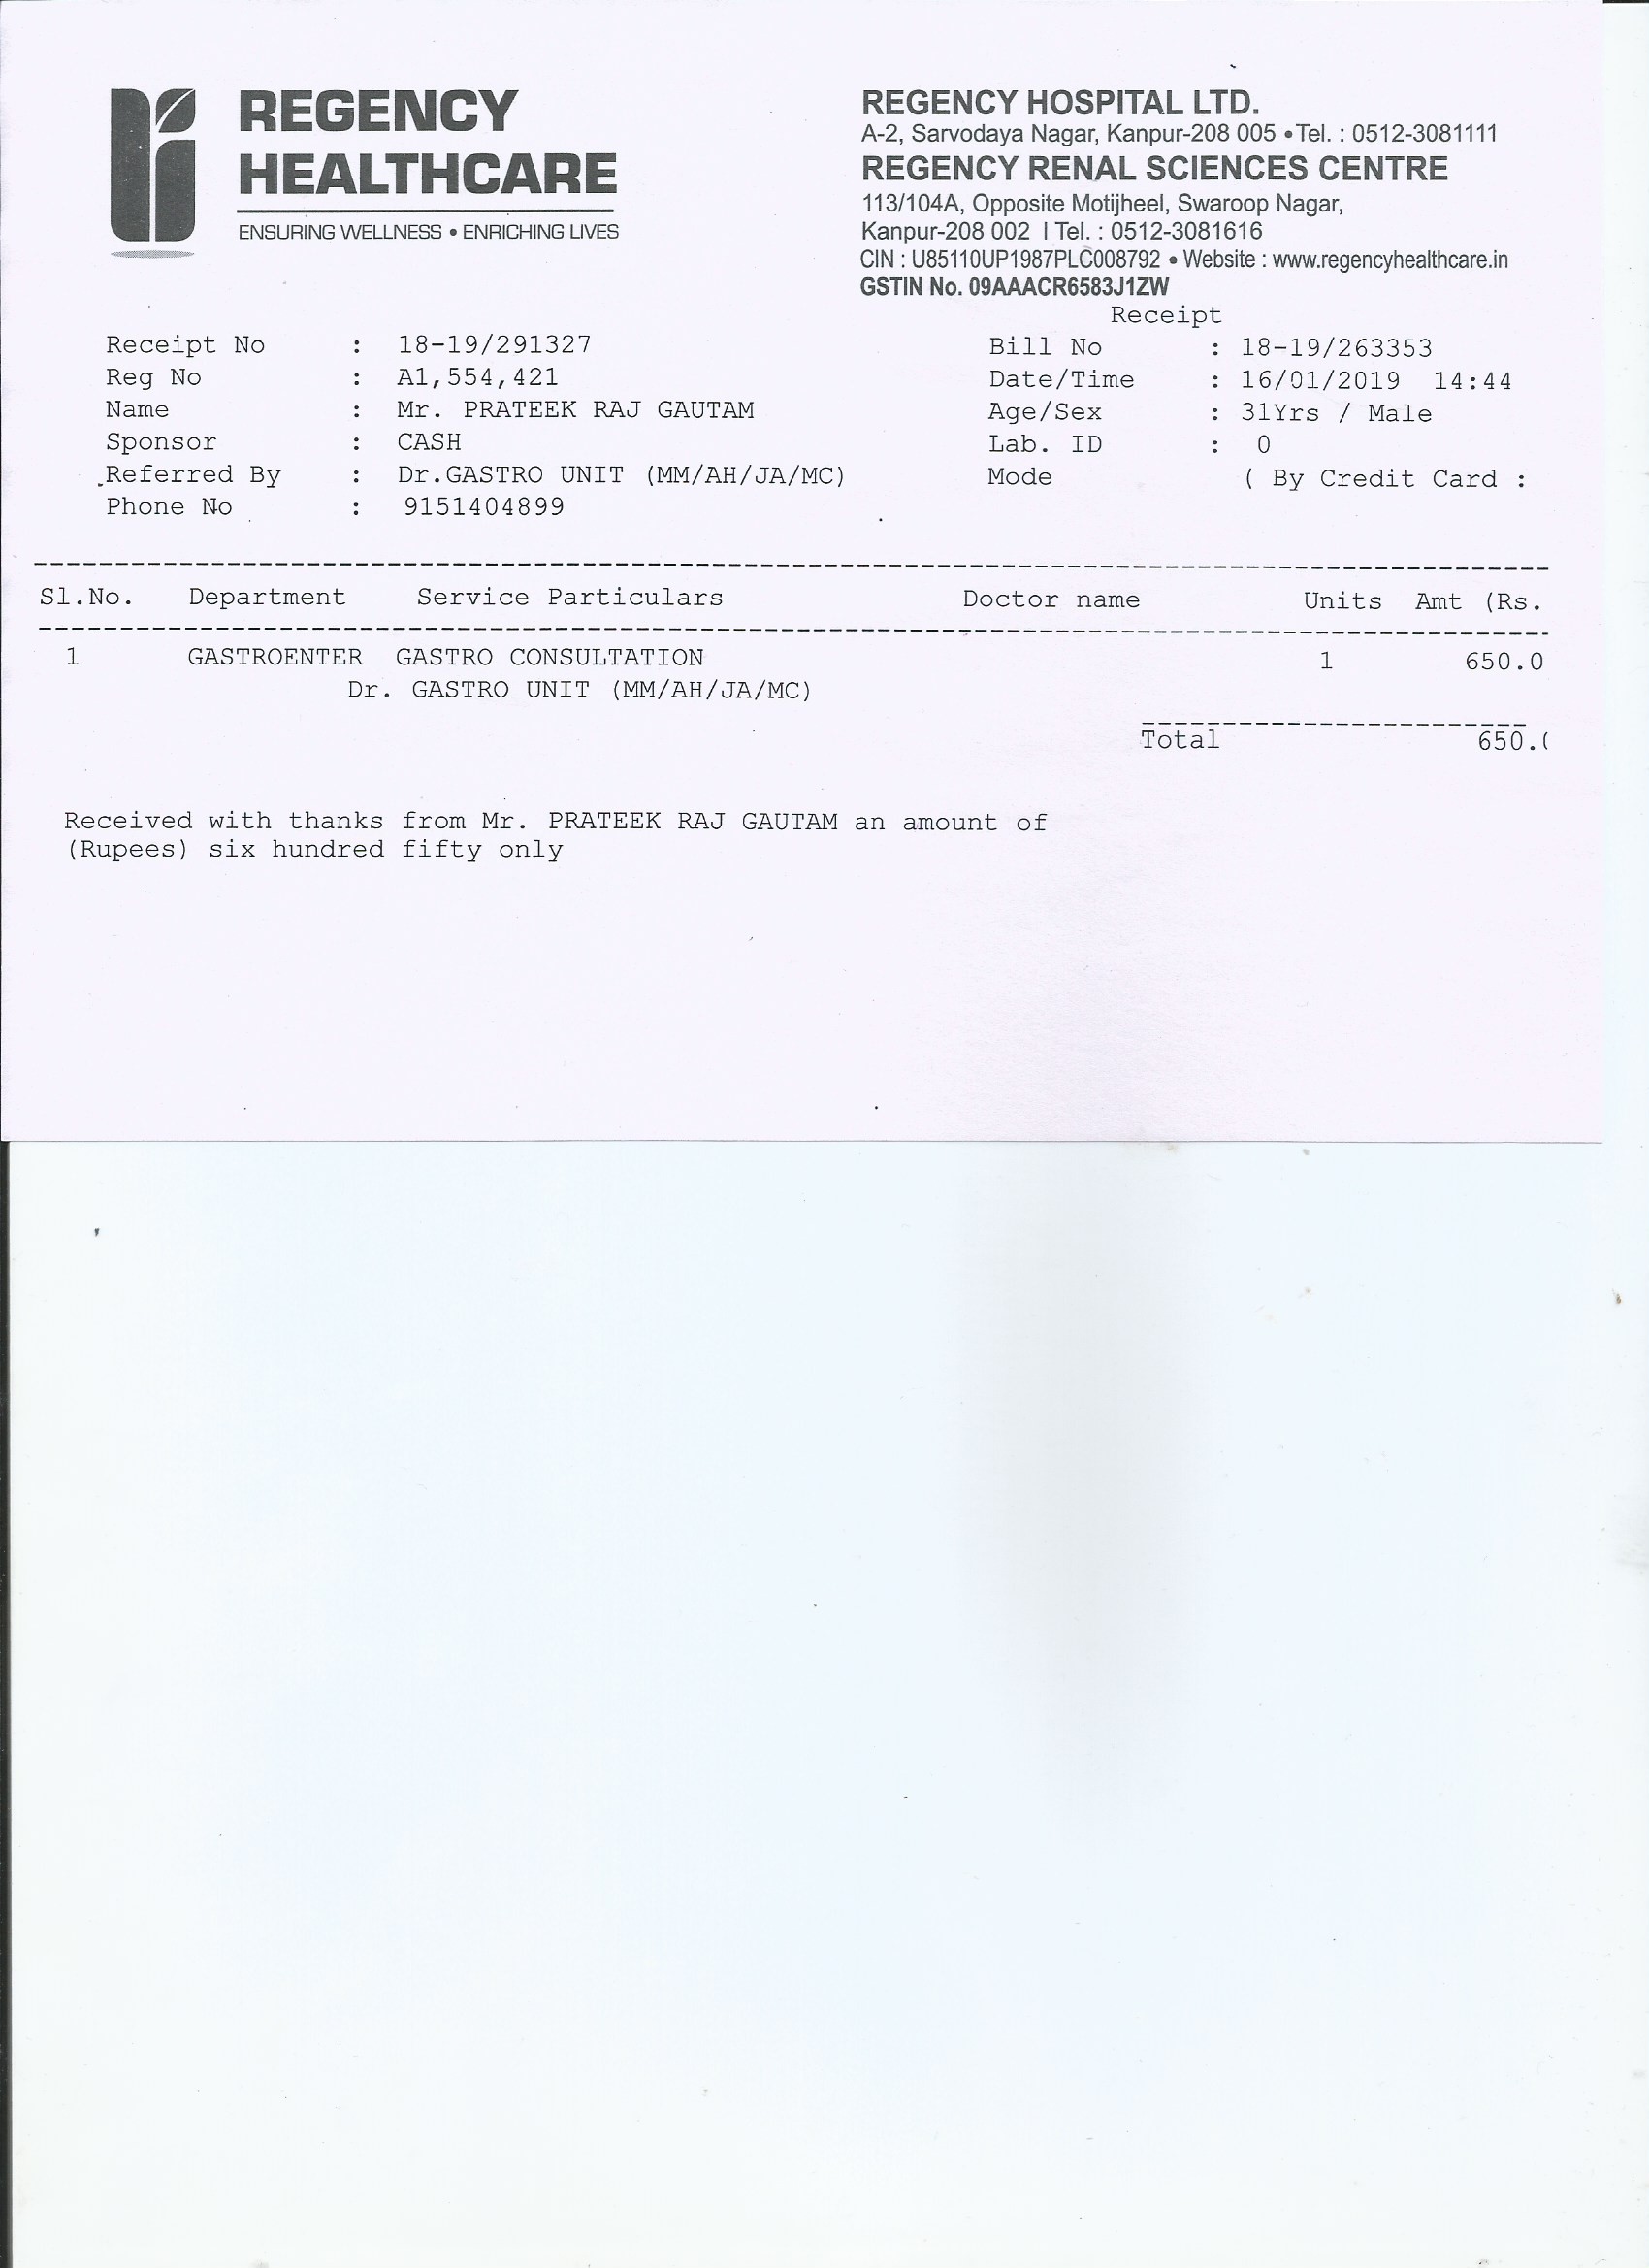 REGENCY
HEALTHCARE
ENSURING WELLNESS • ENRICHING LIVES
REGENCY HOSPITAL LTD.
A-2, Sarvodaya Nagar, Kanpur-208 005 • Tel. : 0512-3081111
REGENCY RENAL SCIENCES CENTRE
113/104A, Opposite Motijheel, Swaroop Nagar,
Kanpur-208 002 I Tel. : 0512-3081616
CIN : U85110UP1987PLC008792 • Website : www.regencyhealthcare.in
GSTIN No. 09AAACR6583J1ZW
Receipt
Receipt No : 18-19/291327 Bill No : 18-19/263353
Reg No : A1,554,421 Date/Time : 16/01/2019 14:44
Name : Mr. PRATEEK RAJ GAUTAM Age/Sex : 31Yrs / Male
Sponsor : CASH Lab. ID : 0
Referred By : Dr.GASTRO UNIT (MM/AH/JA/MC) Mode ( By Credit Card :
Phone No : 9151404899
Sl.No. Department Service Particulars Doctor name Units Amt (Rs.
1 GASTROENTER GASTRO CONSULTATION 1 650.0
Dr. GASTRO UNIT (MM/AH/JA/MC)
Total 650.(
Received with thanks from Mr. PRATEEK RAJ GAUTAM an amount of
(Rupees) six hundred fifty only